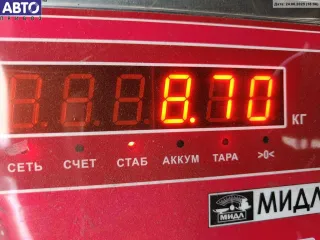 АВТО
8.70
КГ
СЕТЬ СЧЕТ СТАБ АККУМ ТАРА >0<
МИДЛ МИДЛ